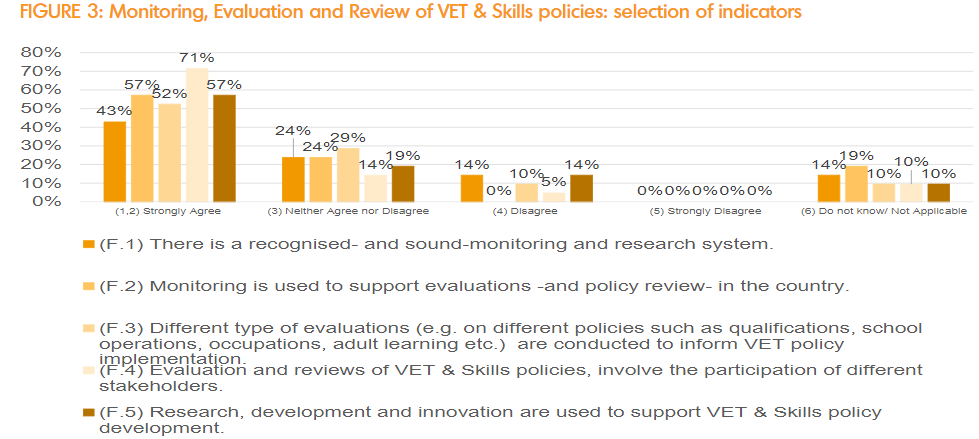 FIGURE 3: Monitoring, Evaluation and Review of VET & Skills policies: selection of indicators
80%
70%
60%
50%
40%
30%
20%
10%
0%
43% 57% 52% 71% 57%
24% 24% 29% 14% 19%
14% 0% 10% 5% 14%
0% 0% 0% 0% 0%
14% 19% 10% 10% 10%
(1,2) Strongly Agree (3) Neither Agree nor Disagree (4) Disagree (5) Strongly Disagree (6) Do not know/ Not Applicable
(F.1) There is a recognised- and sound-monitoring and research system.
(F.2) Monitoring is used to support evaluations -and policy review- in the country.
(F.3) Different type of evaluations (e.g. on different policies such as qualifications, school
operations, occupations, adult learning etc.) are conducted to inform VET policy
implementation.
(F.4) Evaluation and reviews of VET & Skills policies, involve the participation of different
stakeholders.
(F.5) Research, development and innovation are used to support VET & Skills policy
development.